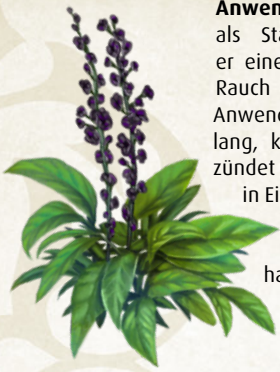 Anwen
als Sta
er eine
Rauch
Anwend
lang, k
zündet
in Ei
ha